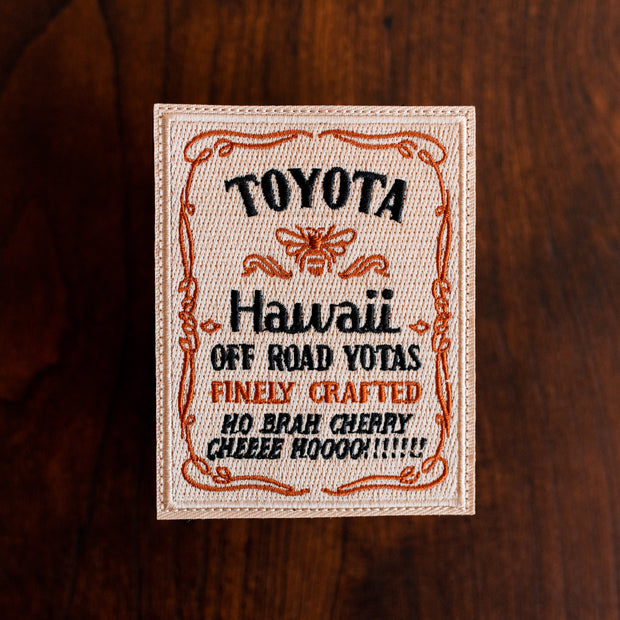 TOYOTA
Hawaii
OFF ROAD YOTAS
FINELY CRAFTED
HO BRAH CHERRY
CHEEEE HOOOO!!!!!!!